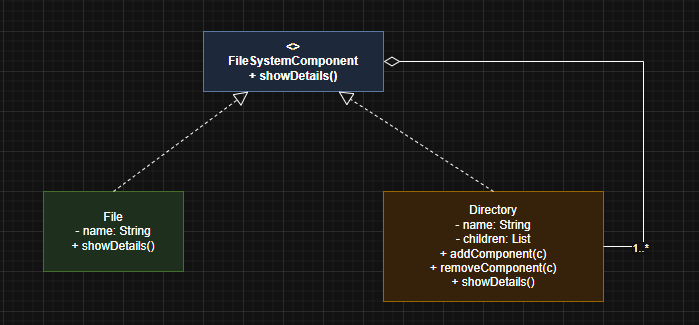 <>
FileSystemComponent
+ showDetails()
File
- name: String
+ showDetails()
Directory
- name: String
- children: List
+ addComponent(c)
+ removeComponent(c)
+ showDetails()
1..*